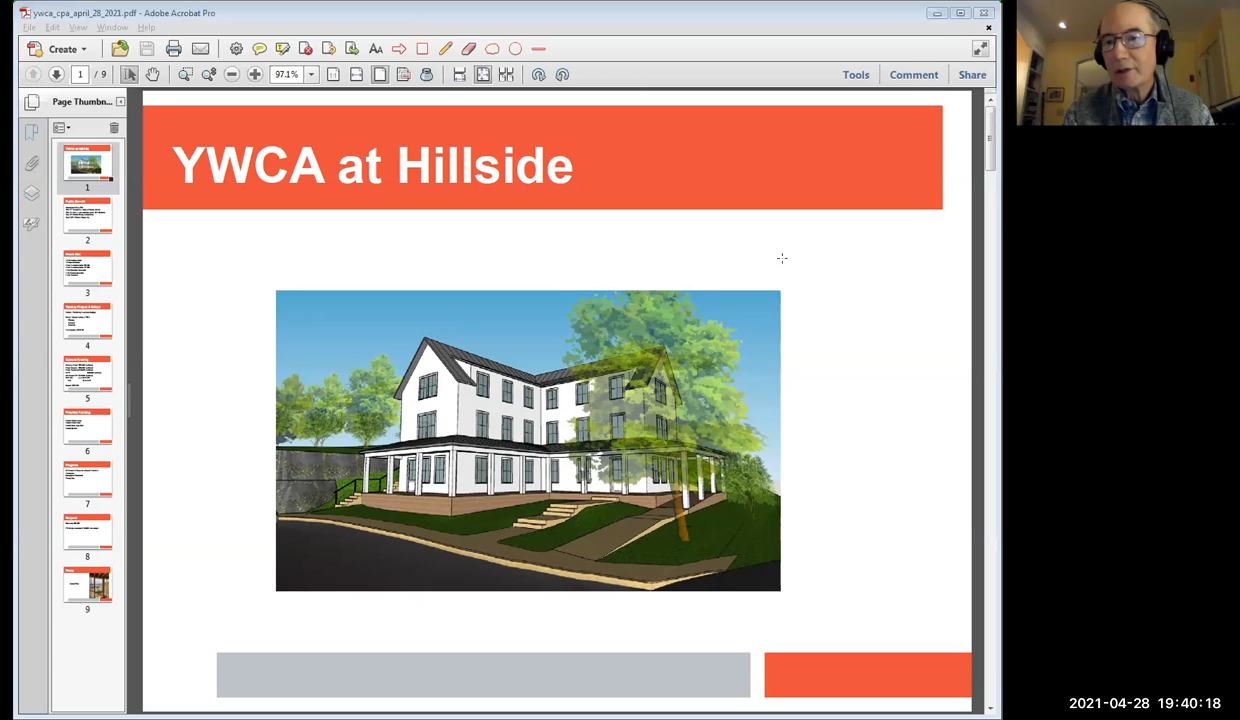 ywca_cpa_april_28_2021.pdf - Adobe Acrobat Pro
File Edit View Window Help
Create
1 / 9 97.1% Tools Comment Share
Page Thumbn...
YWCA at Hillside
1
2
3
4
5
6
7
8
9
2021-04-28 19:40:18